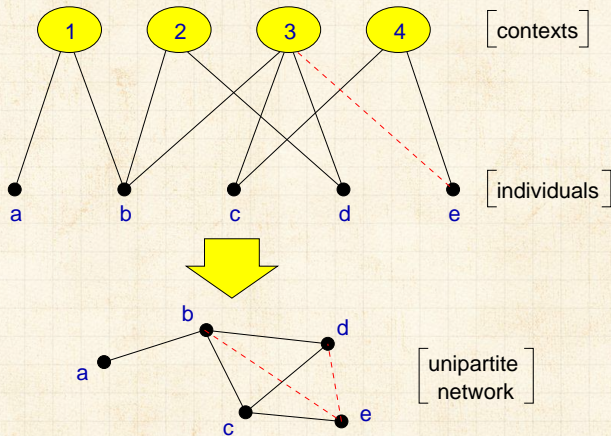 1 2 3 4
[contexts]
[individuals]
a b c d e
b
d
a
[unipartite
network]
c
e